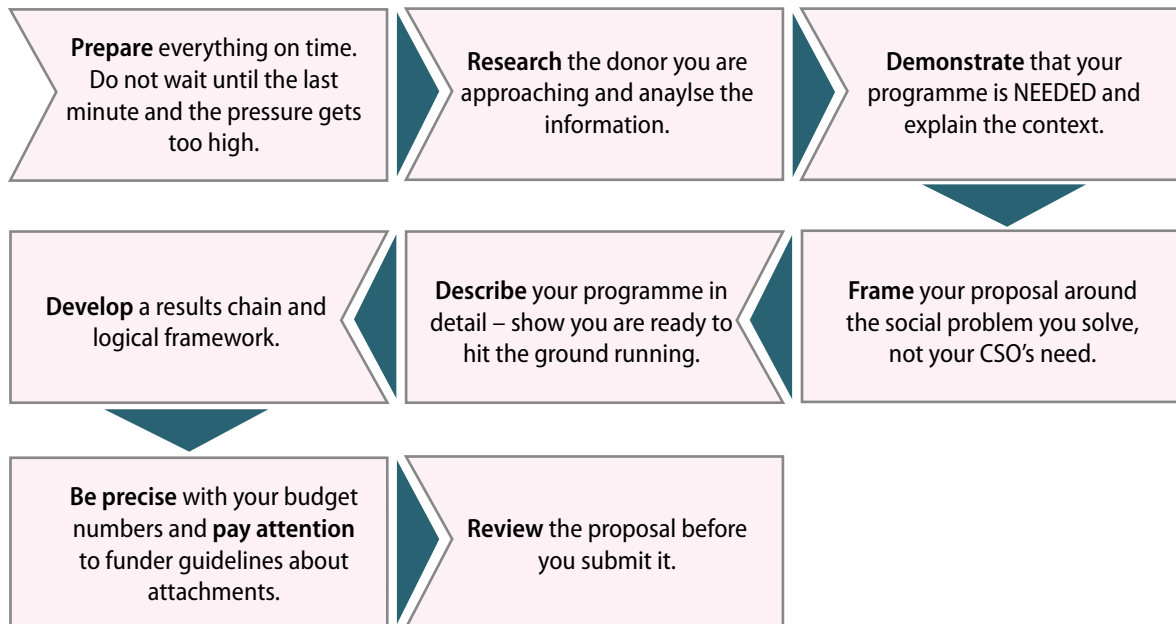 Prepare everything on time.
Do not wait until the last
minute and the pressure gets
too high.
Research the donor you are
approaching and anaylse the
information.
Demonstrate that your
programme is NEEDED and
explain the context.
Frame your proposal around
the social problem you solve,
not your CSO's need.
Describe your programme in
detail – show you are ready to
hit the ground running.
Develop a results chain and
logical framework.
Be precise with your budget
numbers and pay attention
to funder guidelines about
attachments.
Review the proposal before
you submit it.